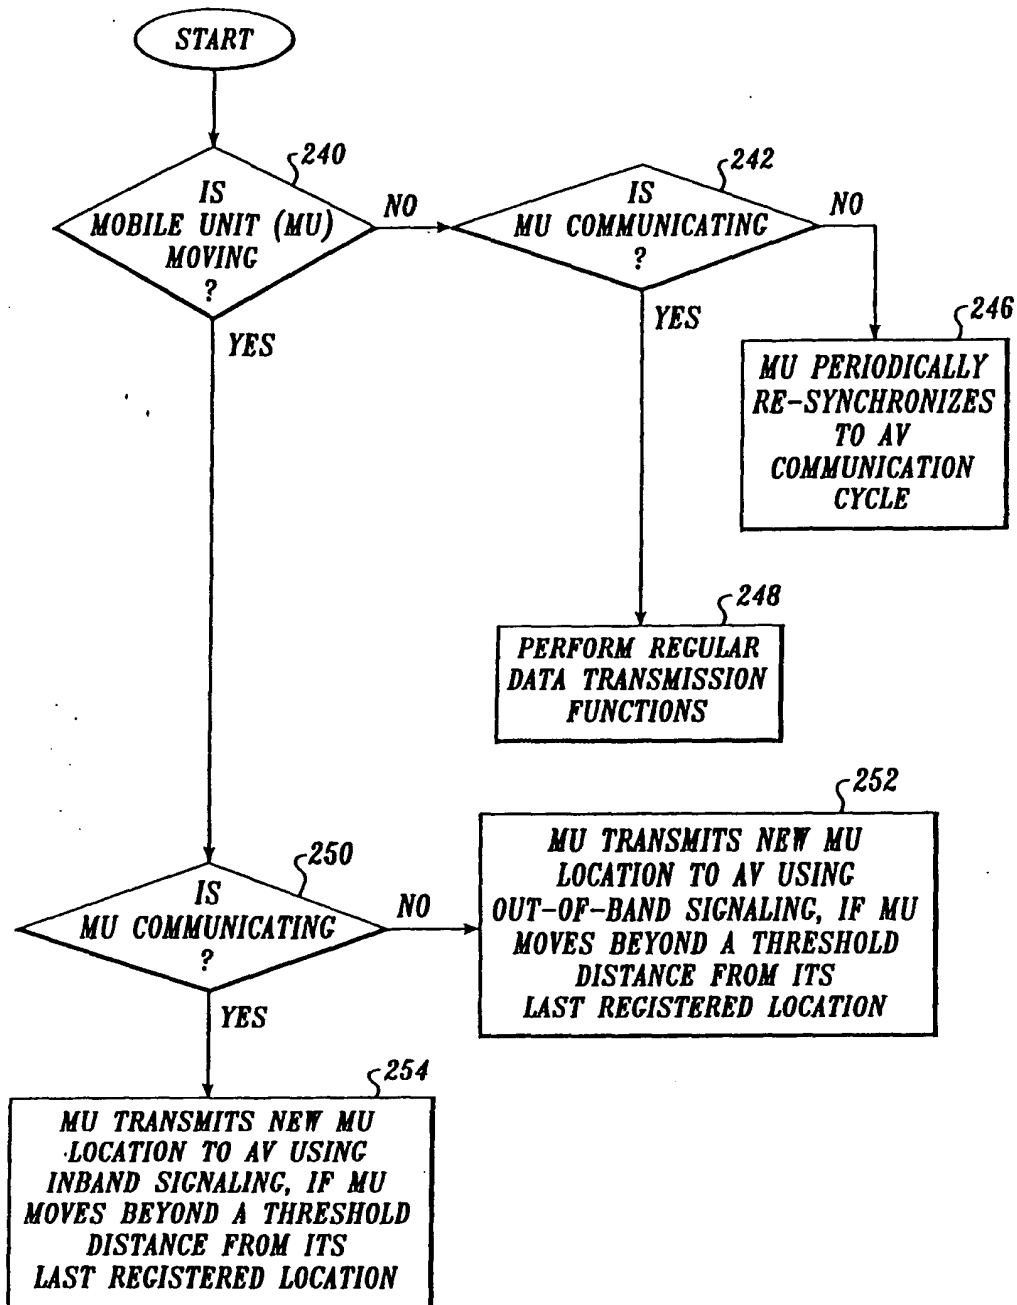 START
240
IS
MOBILE UNIT (MU)
MOVING
?
NO
YES
242
IS
MU COMMUNICATING
?
NO
YES
246
MU PERIODICALLY
RE-SYNCHRONIZES
TO AV
COMMUNICATION
CYCLE
248
PERFORM REGULAR
DATA TRANSMISSION
FUNCTIONS
250
IS
MU COMMUNICATING
?
NO
YES
252
MU TRANSMITS NEW MU
LOCATION TO AV USING
OUT-OF-BAND SIGNALING, IF MU
MOVES BEYOND A THRESHOLD
DISTANCE FROM ITS
LAST REGISTERED LOCATION
254
MU TRANSMITS NEW MU
LOCATION TO AV USING
INBAND SIGNALING, IF MU
MOVES BEYOND A THRESHOLD
DISTANCE FROM ITS
LAST REGISTERED LOCATION